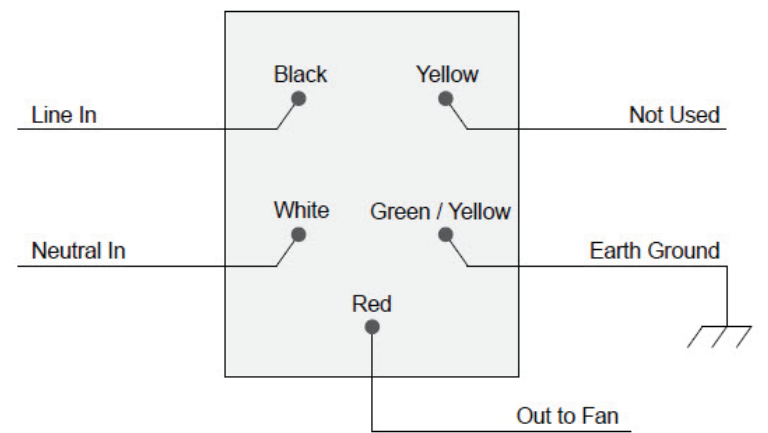 Black
Yellow
Line In
Not Used
White
Green / Yellow
Neutral In
Earth Ground
Red
Out to Fan